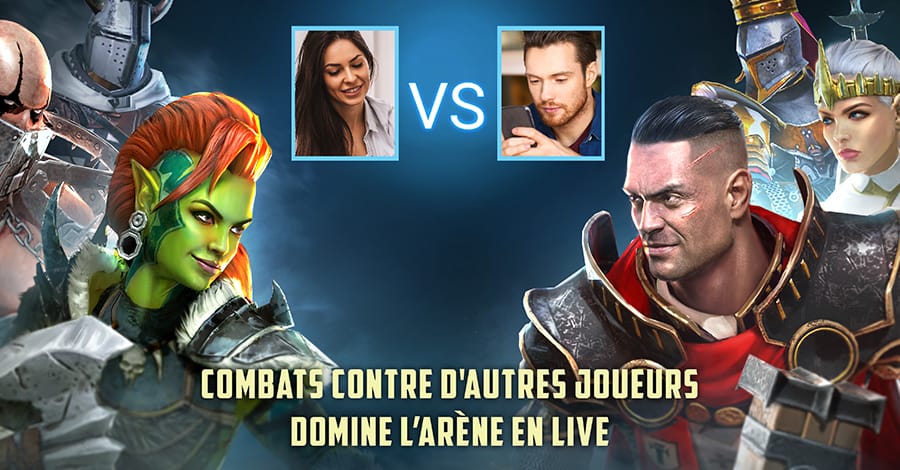 VS
COMBATS CONTRE D'AUTRES JOUEURS
DOMINE L'ARÈNE EN LIVE